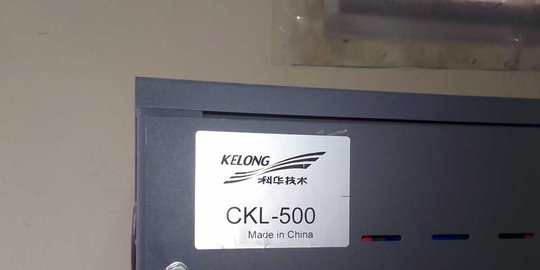 KELONG
科华技术
CKL-500
Made in China